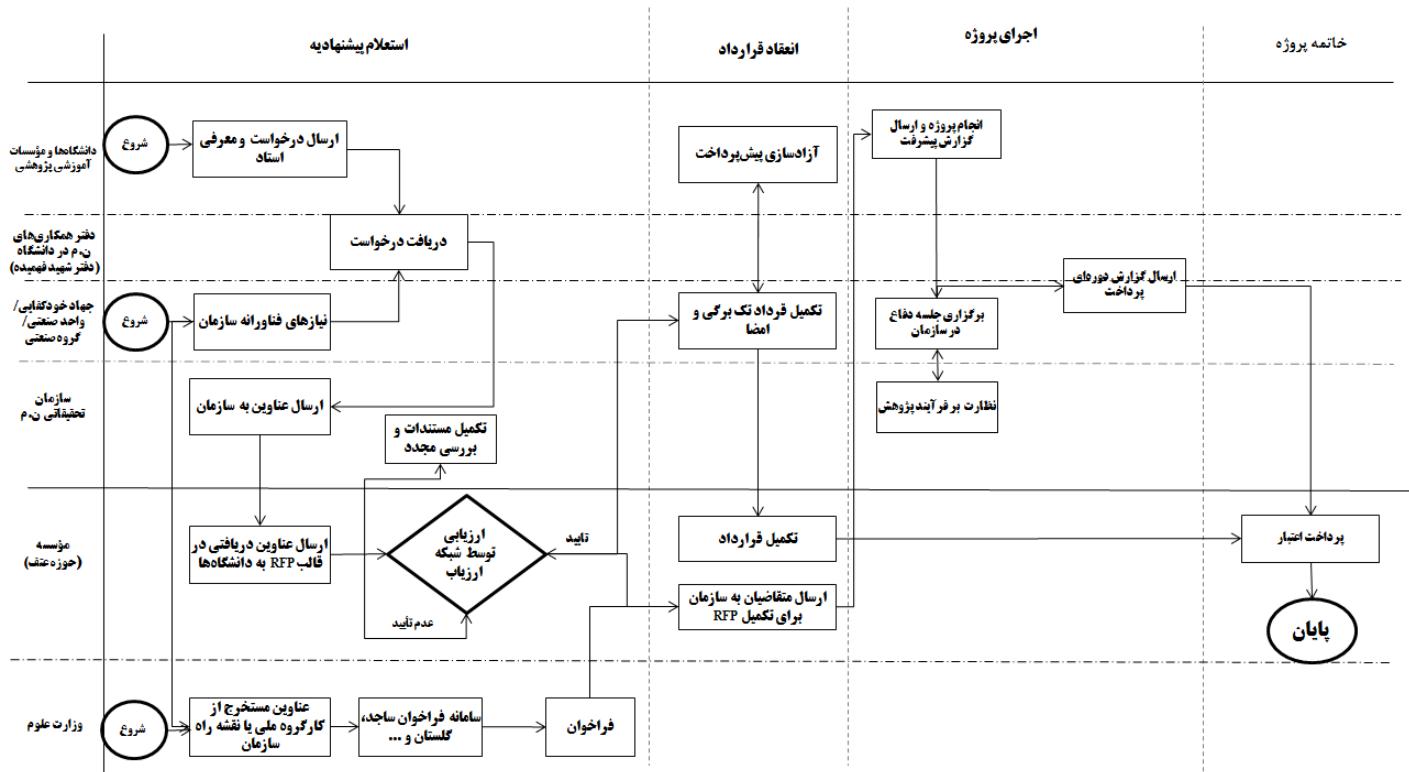 استعلام پیشنهادیه
انعقاد قرارداد
اجرای پروژه
خاتمه پروژه
دانشگاه‌ها و مؤسسات
آموزشی پژوهشی
شروع
ارسال درخواست و معرفی
استاد
آزادسازی پیش‌پرداخت
انجام پروژه و ارسال
گزارش پیشرفت
دفتر همکاری‌های
ن.م در دانشگاه
(دفتر شهید فهمیده)
دریافت درخواست
ارسال گزارش دوره‌ای
پرداخت
جهاد خودکفایی/
واحد صنعتی/
گروه صنعتی
شروع
نیازهای فناورانه سازمان
تکمیل قرداد تک برگی و
امضا
برگزاری جلسه دفاع
در سازمان
سازمان
تحقیقاتی ن.م
ارسال عناوین به سازمان
تکمیل مستندات و
بررسی مجدد
نظارت بر فرآیند پژوهش
مؤسسه
(حوزه عتف)
ارسال عناوین دریافتی در
قالب RFP به دانشگاه‌ها
ارزیابی
توسط شبکه
ارزیاب
تایید
عدم تأیید
تکمیل قرارداد
ارسال متقاضیان به سازمان
برای تکمیل RFP
پرداخت اعتبار
پایان
وزارت علوم
شروع
عناوین مستخرج از
کارگروه ملی یا نقشه راه
سازمان
سامانه فراخوان ساجد،
گلستان و ...
فراخوان